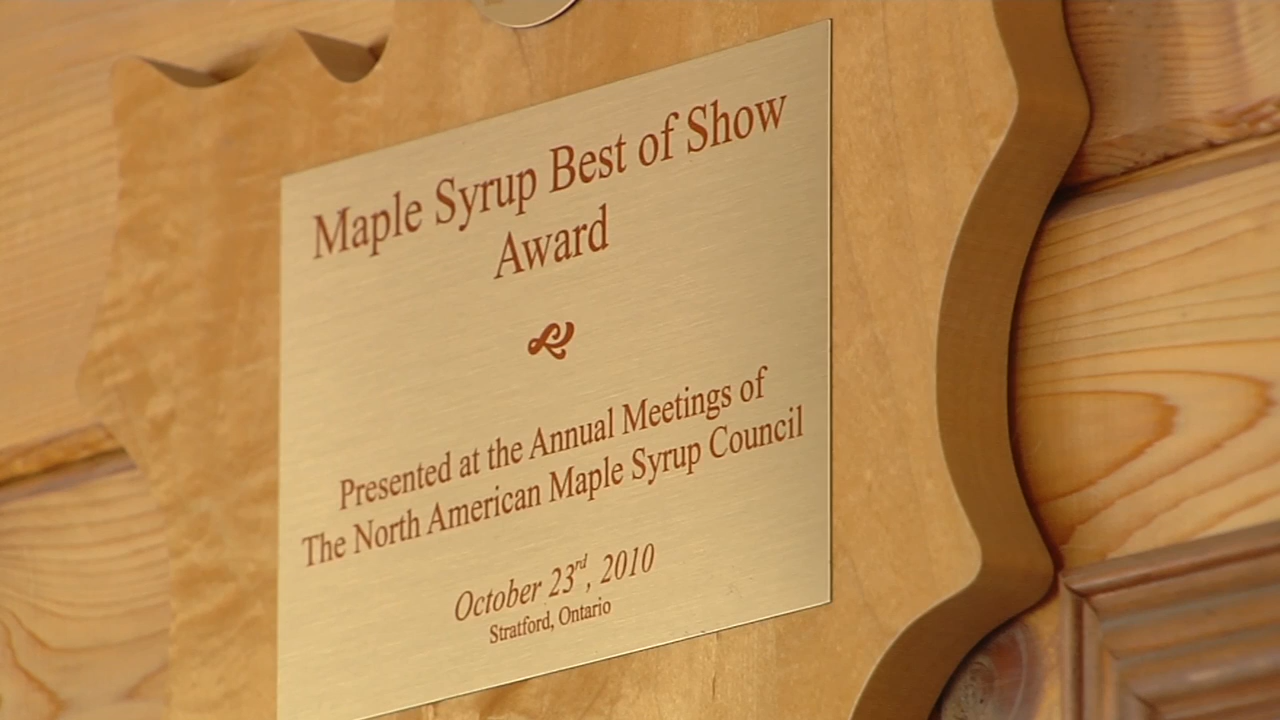 Maple Syrup Best of Show
Award
Presented at the Annual Meetings of
The North American Maple Syrup Council
October 23rd, 2010
Stratford, Ontario